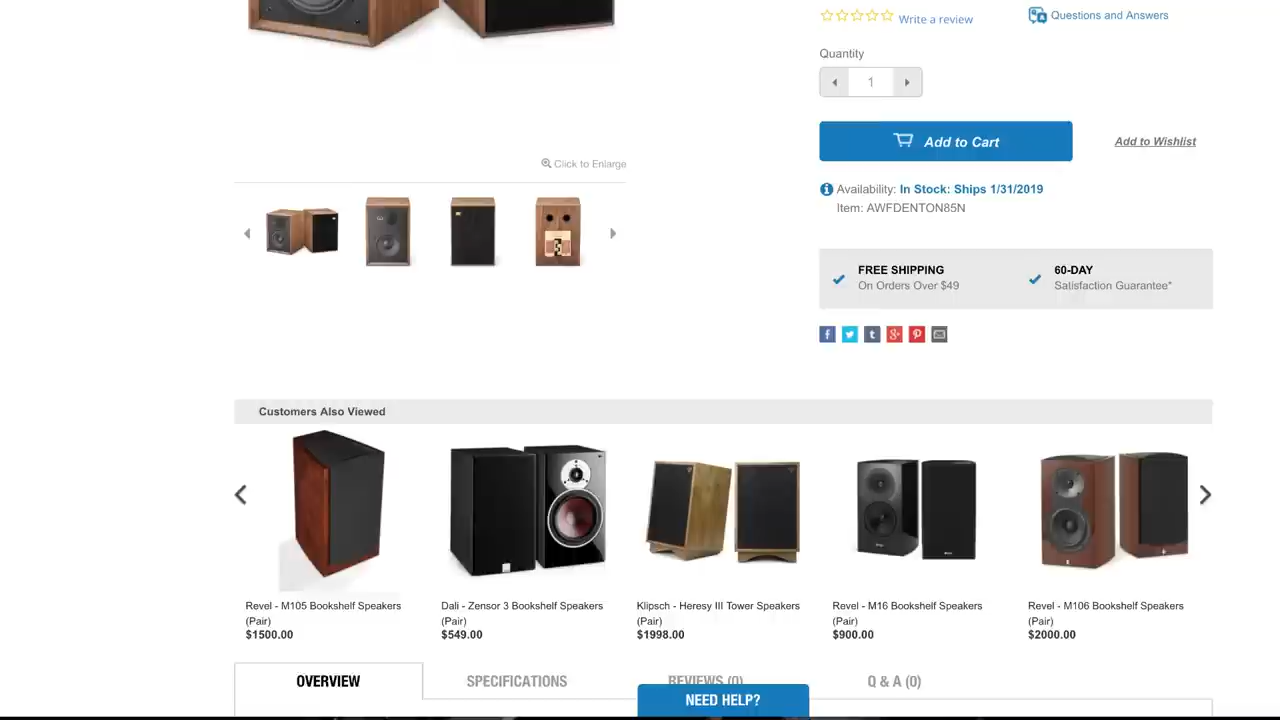 Write a review
Questions and Answers
Quantity
1
Add to Cart
Add to Wishlist
Click to Enlarge
Availability: In Stock: Ships 1/31/2019
Item: AWFDENTON85N
FREE SHIPPING
On Orders Over $49
60-DAY
Satisfaction Guarantee*
Customers Also Viewed
Revel - M105 Bookshelf Speakers
(Pair)
$1500.00
Dali - Zensor 3 Bookshelf Speakers
(Pair)
$549.00
Klipsch - Heresy III Tower Speakers
(Pair)
$1998.00
Revel - M16 Bookshelf Speakers
(Pair)
$900.00
Revel - M106 Bookshelf Speakers
(Pair)
$2000.00
OVERVIEW
SPECIFICATIONS
REVIEWS (0)
Q & A (0)
NEED HELP?